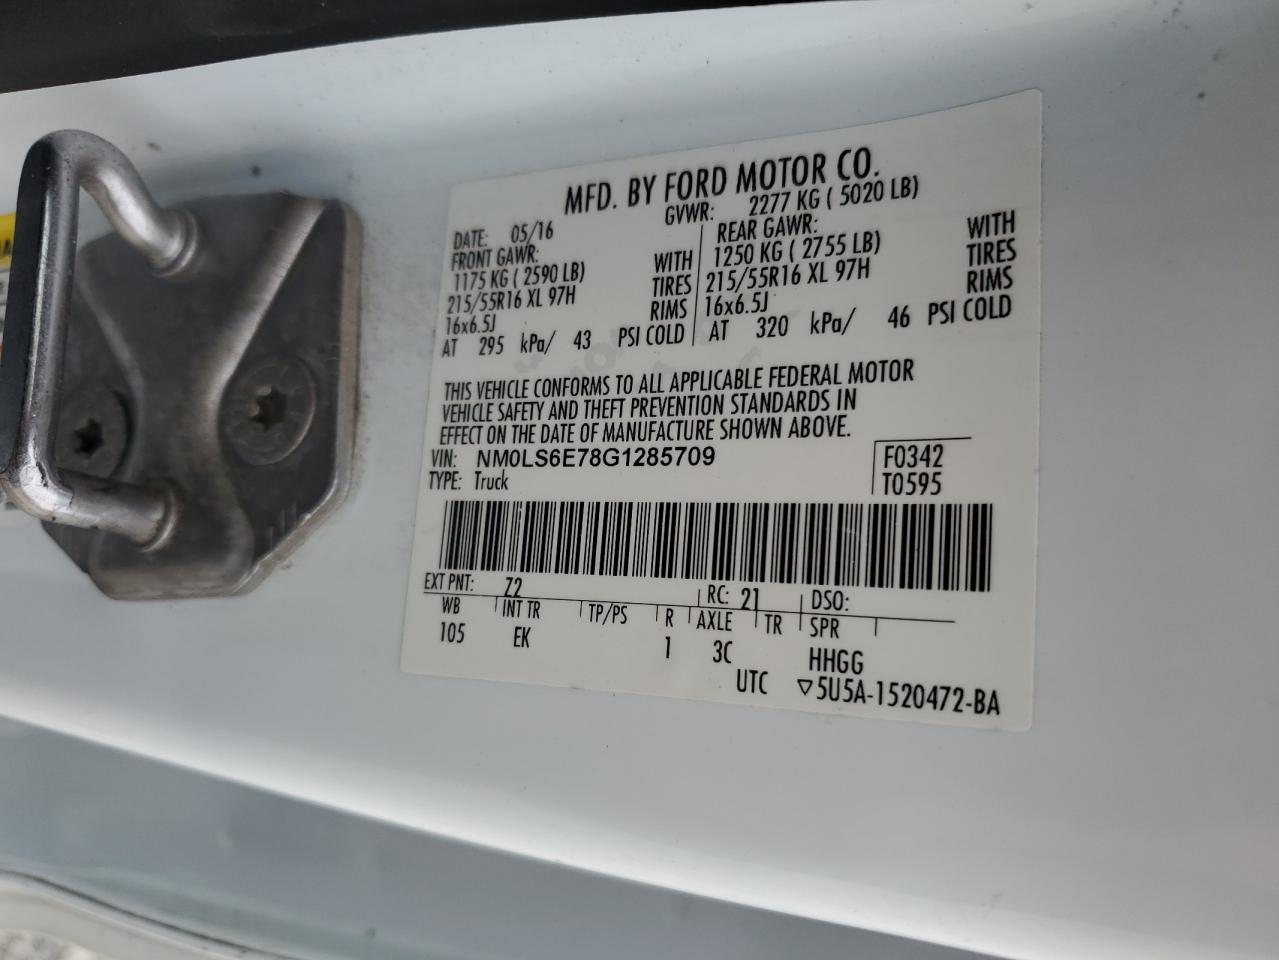 MFD. BY FORD MOTOR CO.
DATE: 05/16 GVWR: 2277 KG ( 5020 LB)
FRONT GAWR: WITH REAR GAWR: WITH
1175 KG ( 2590 LB) TIRES 1250 KG ( 2755 LB) TIRES
215/55R16 XL 97H RIMS 215/55R16 XL 97H RIMS
16x6.5J 16x6.5J
AT 295 kPa/ 43 PSI COLD AT 320 kPa/ 46 PSI COLD
THIS VEHICLE CONFORMS TO ALL APPLICABLE FEDERAL MOTOR
VEHICLE SAFETY AND THEFT PREVENTION STANDARDS IN
EFFECT ON THE DATE OF MANUFACTURE SHOWN ABOVE.
VIN: NM0LS6E78G1285709 F0342
TYPE: Truck T0595
EXT PNT: Z2 RC: 21 DSO:
WB INT TR TP/PS R AXLE TR SPR
105 EK 1 3C HHGG
UTC ▽5U5A-1520472-BA